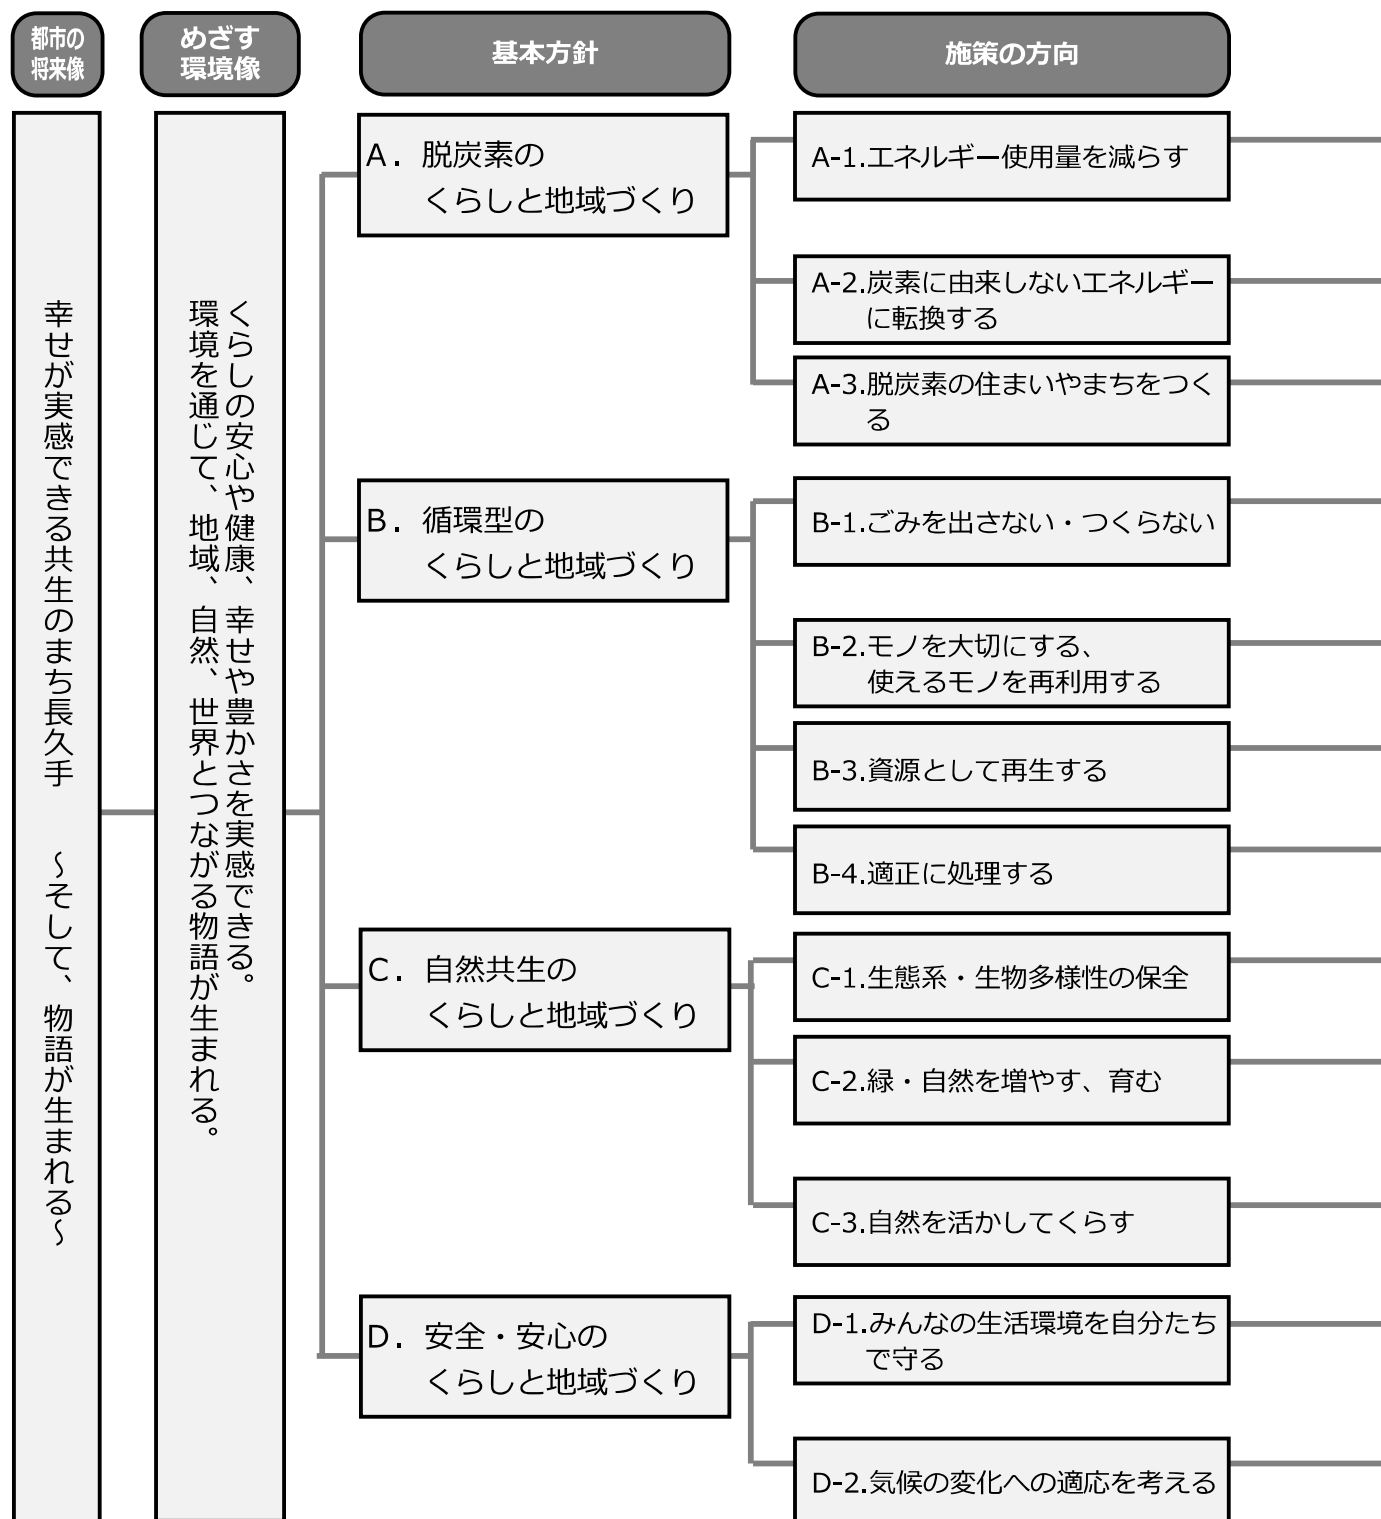 都市の
将来像
めざす
環境像
基本方針
施策の方向
幸せが実感できる共生のまち長久手　～そして、物語が生まれる～
くらしの安心や健康、幸せや豊かさを実感できる。
環境を通じて、地域、自然、世界とつながる物語が生まれる。
A．脱炭素の
くらしと地域づくり
A-1.エネルギー使用量を減らす
A-2.炭素に由来しないエネルギー
に転換する
A-3.脱炭素の住まいやまちをつく
る
B．循環型の
くらしと地域づくり
B-1.ごみを出さない・つくらない
B-2.モノを大切にする、
使えるモノを再利用する
B-3.資源として再生する
B-4.適正に処理する
C．自然共生の
くらしと地域づくり
C-1.生態系・生物多様性の保全
C-2.緑・自然を増やす、育む
C-3.自然を活かしてくらす
D．安全・安心の
くらしと地域づくり
D-1.みんなの生活環境を自分たち
で守る
D-2.気候の変化への適応を考える